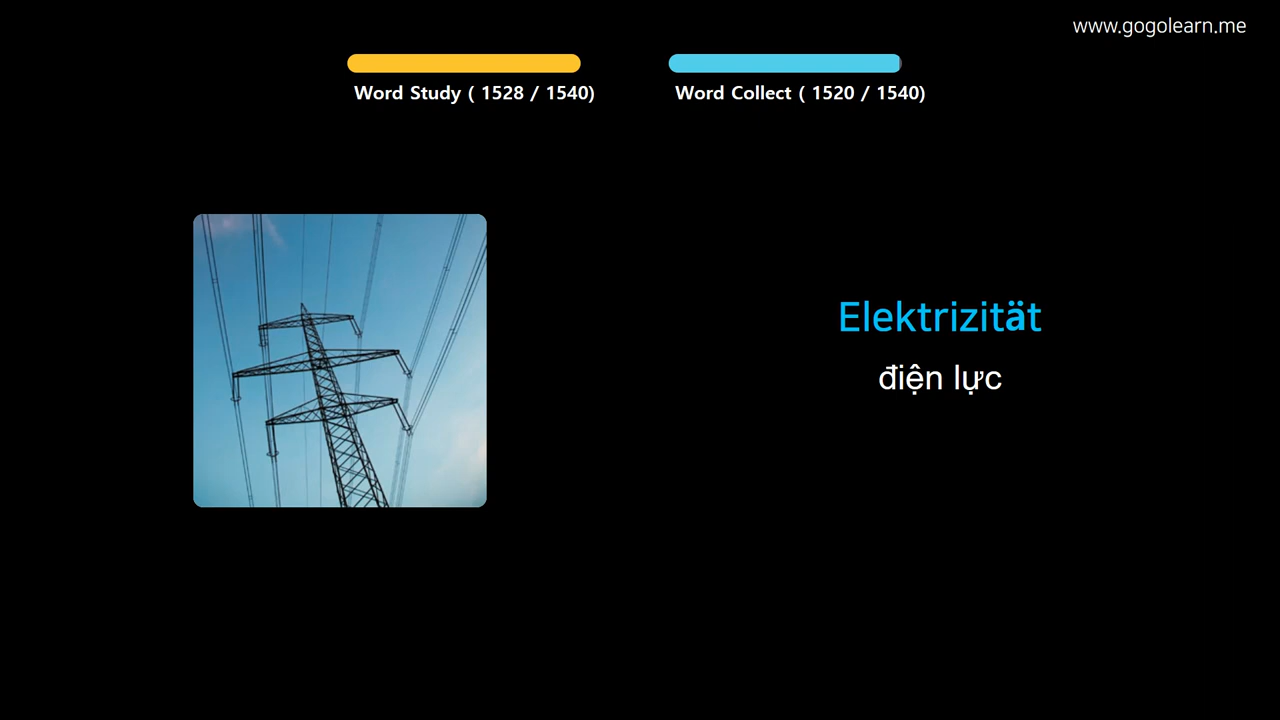 www.gogolearn.me
Word Study ( 1528 / 1540)
Word Collect ( 1520 / 1540)
Elektrizität
điện lực